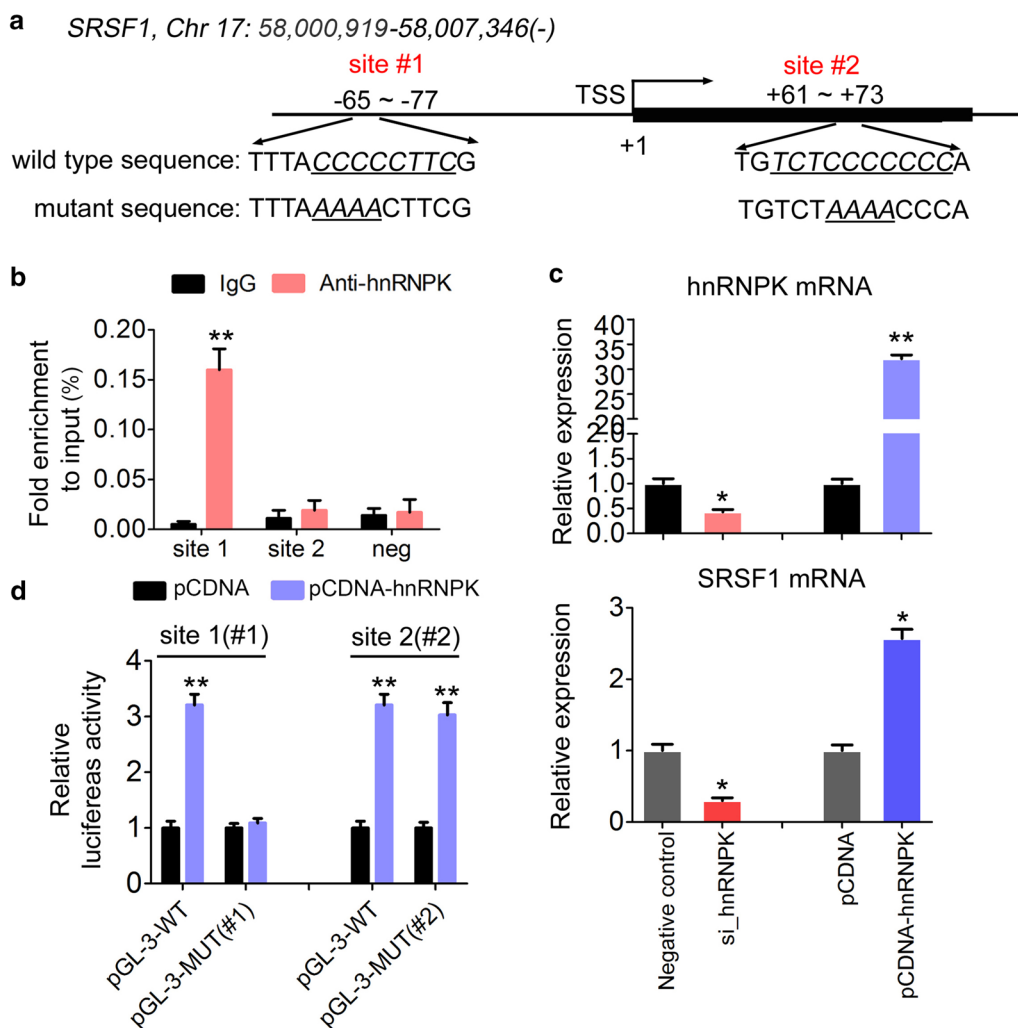 a
SRSF1, Chr 17: 58,000,919-58,007,346(-)
site #1
site #2
-65 ~ -77
TSS
+61 ~ +73
+1
wild type sequence: TTTACCCCCTTCG
TGTCTCCCCCCCA
mutant sequence: TTTAAAAACTTCG
TGTCTAAAACCCA
b
IgG
Anti-hnRNPK
Fold enrichment
to input (%)
0.20
0.15
0.10
0.05
0.00
**
site 1
site 2
neg
c
hnRNPK mRNA
Relative expression
40
35
30
25
20
2.0
1.5
1.0
0.5
0.0
*
**
SRSF1 mRNA
Relative expression
3
2
1
0
*
*
Negative control
si_hnRNPK
pCDNA
pCDNA-hnRNPK
d
pCDNA
pCDNA-hnRNPK
site 1(#1)
site 2(#2)
Relative
lucifereas activity
4
3
2
1
0
**
**
**
pGL-3-WT
pGL-3-MUT(#1)
pGL-3-WT
pGL-3-MUT(#2)